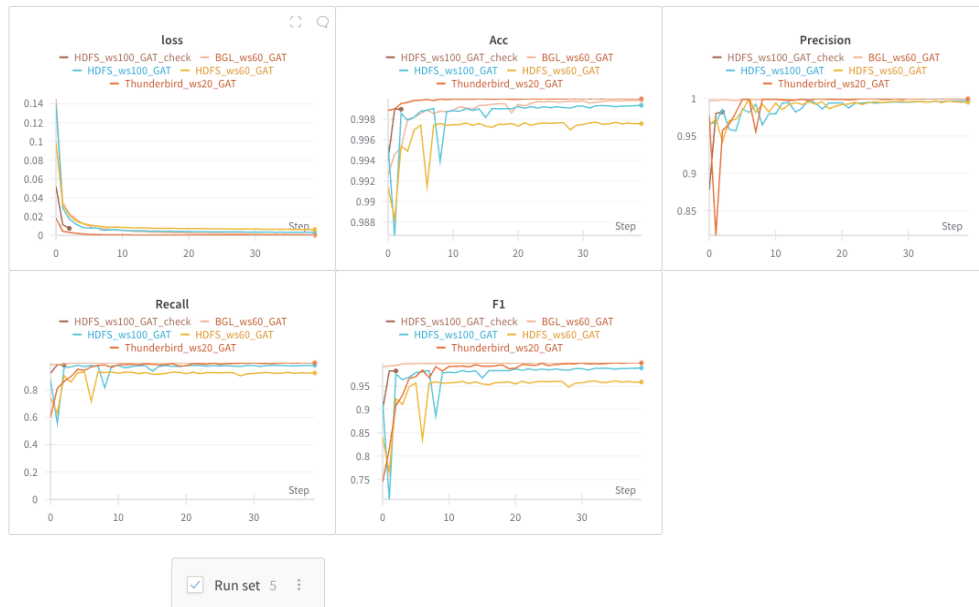 loss
HDFS_ws100_GAT_check BGL_ws60_GAT
HDFS_ws100_GAT HDFS_ws60_GAT
Thunderbird_ws20_GAT
0.14
0.12
0.1
0.08
0.06
0.04
0.02
0
Step
0 10 20 30
Acc
HDFS_ws100_GAT_check BGL_ws60_GAT
HDFS_ws100_GAT HDFS_ws60_GAT
Thunderbird_ws20_GAT
0.998
0.996
0.994
0.992
0.99
0.988
Step
0 10 20 30
Precision
HDFS_ws100_GAT_check BGL_ws60_GAT
HDFS_ws100_GAT HDFS_ws60_GAT
Thunderbird_ws20_GAT
1
0.95
0.9
0.85
Step
0 10 20 30
Recall
HDFS_ws100_GAT_check BGL_ws60_GAT
HDFS_ws100_GAT HDFS_ws60_GAT
Thunderbird_ws20_GAT
0.8
0.6
0.4
0.2
0
Step
0 10 20 30
F1
HDFS_ws100_GAT_check BGL_ws60_GAT
HDFS_ws100_GAT HDFS_ws60_GAT
Thunderbird_ws20_GAT
0.95
0.9
0.85
0.8
0.75
Step
0 10 20 30
Run set 5